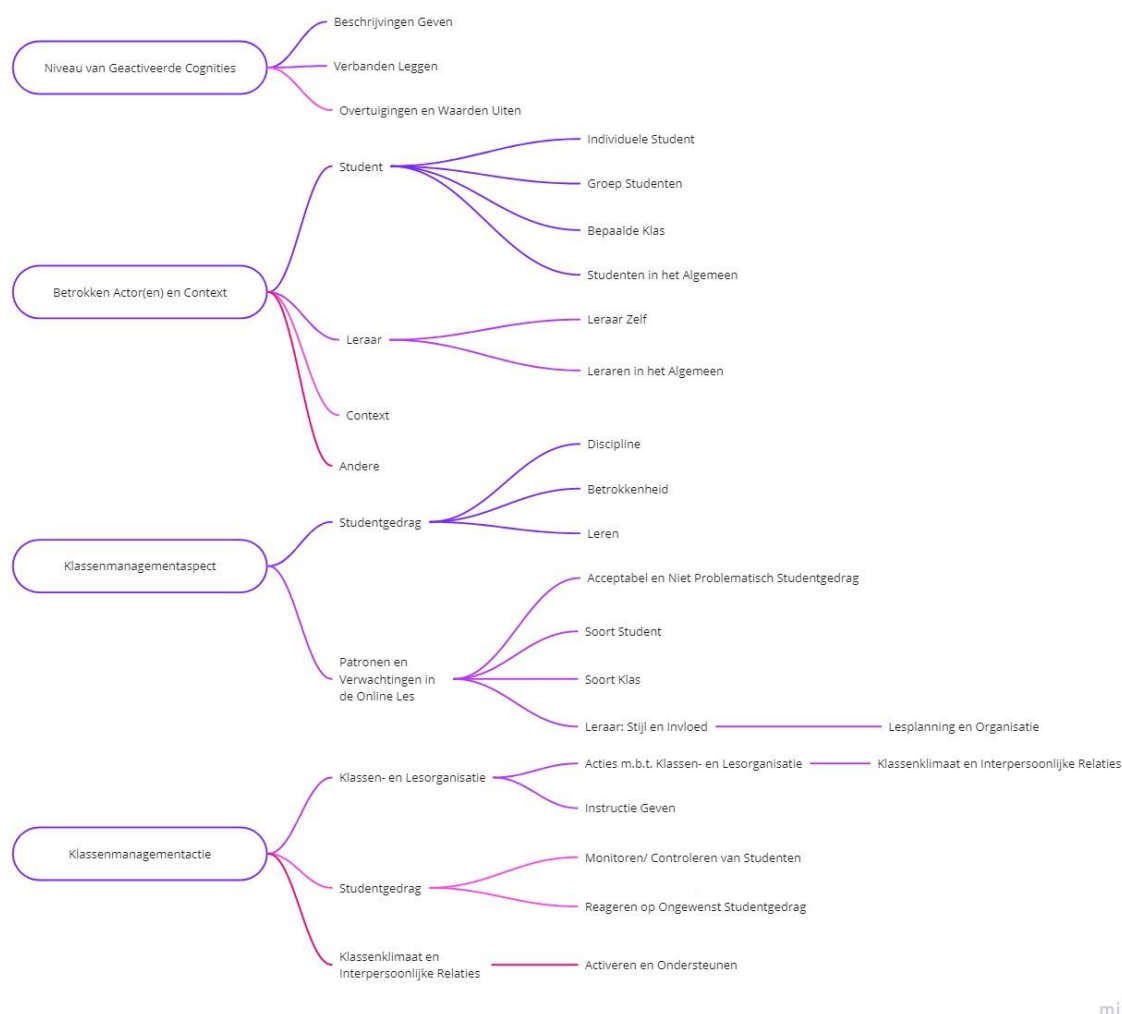 Niveau van Geactiveerde Cognities
Beschrijvingen Geven
Verbanden Leggen
Overtuigingen en Waarden Uiten
Betrokken Actor(en) en Context
Student
Individuele Student
Groep Studenten
Bepaalde Klas
Studenten in het Algemeen
Leraar
Leraar Zelf
Leraren in het Algemeen
Context
Andere
Klassenmanagementaspect
Studentgedrag
Discipline
Betrokkenheid
Leren
Patronen en
Verwachtingen in
de Online Les
Acceptabel en Niet Problematisch Studentgedrag
Soort Student
Soort Klas
Leraar: Stijl en Invloed
Lesplanning en Organisatie
Klassenmanagementactie
Klassen- en Lesorganisatie
Acties m.b.t. Klassen- en Lesorganisatie
Klassenklimaat en Interpersoonlijke Relaties
Instructie Geven
Studentgedrag
Monitoren/ Controleren van Studenten
Reageren op Ongewenst Studentgedrag
Klassenklimaat en
Interpersoonlijke Relaties
Activeren en Ondersteunen
mi